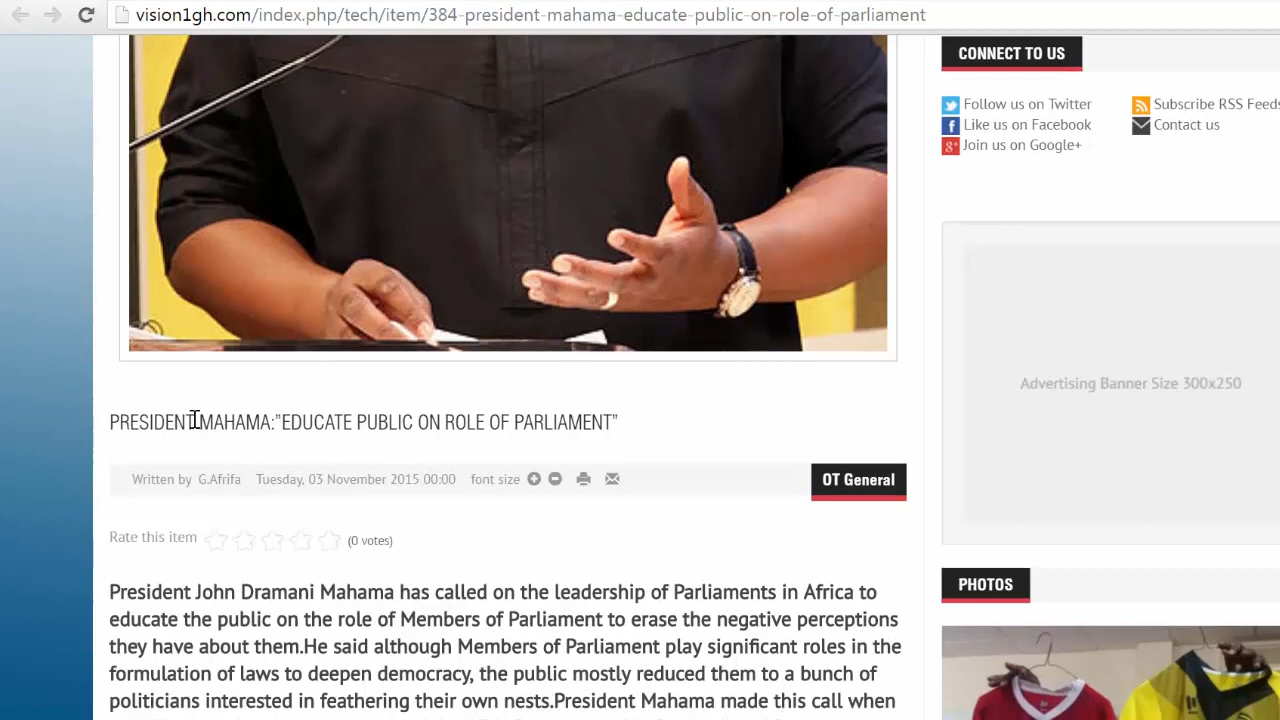 vision1gh.com/index.php/tech/item/384-president-mahama-educate-public-on-role-of-parliament
CONNECT TO US
Follow us on Twitter
Subscribe RSS Feeds
Like us on Facebook
Contact us
Join us on Google+
Advertising Banner Size 300x250
PRESIDENT MAHAMA:”EDUCATE PUBLIC ON ROLE OF PARLIAMENT”
Written by G.Afrifa Tuesday, 03 November 2015 00:00 font size
OT General
Rate this item
(0 votes)
PHOTOS
President John Dramani Mahama has called on the leadership of Parliaments in Africa to
educate the public on the role of Members of Parliament to erase the negative perceptions
they have about them.He said although Members of Parliament play significant roles in the
formulation of laws to deepen democracy, the public mostly reduced them to a bunch of
politicians interested in feathering their own nests.President Mahama made this call when